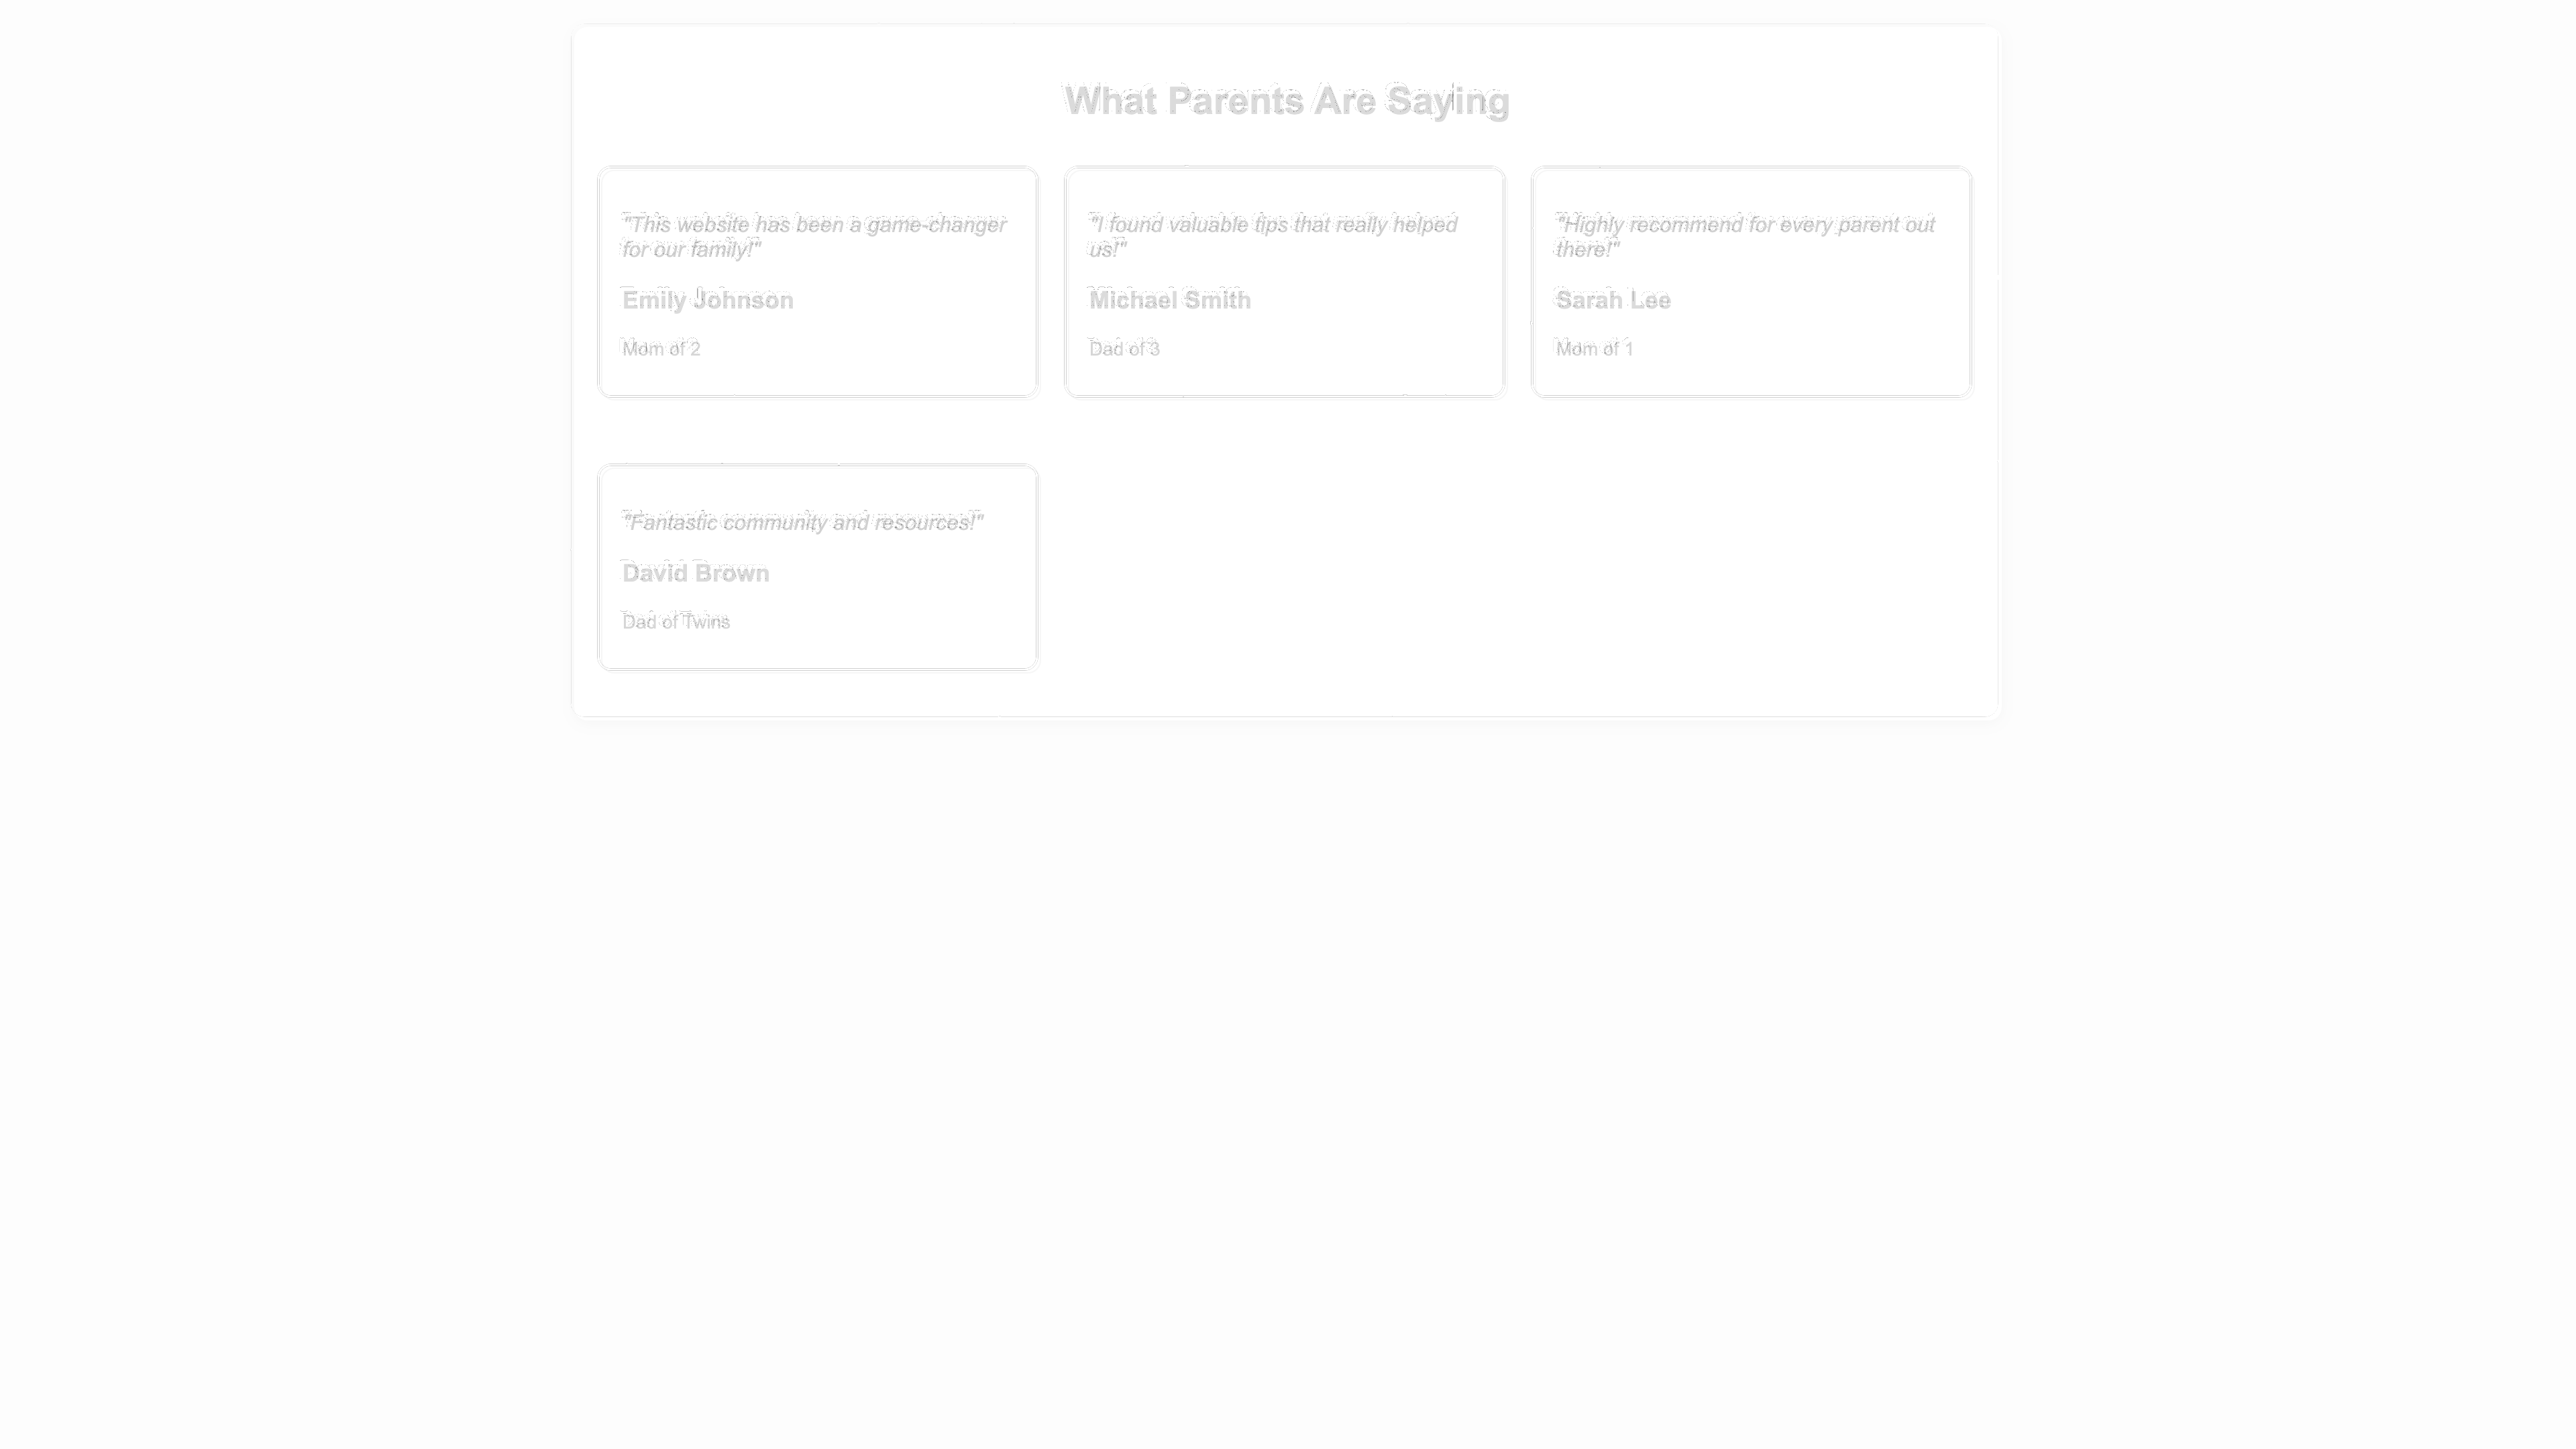 What Parents Are Saying
"This website has been a game-changer
for our family!"
Emily Johnson
Mom of 2
"I found valuable tips that really helped
us!"
Michael Smith
Dad of 3
"Highly recommend for every parent out
there!"
Sarah Lee
Mom of 1
"Fantastic community and resources!"
David Brown
Dad of Twins